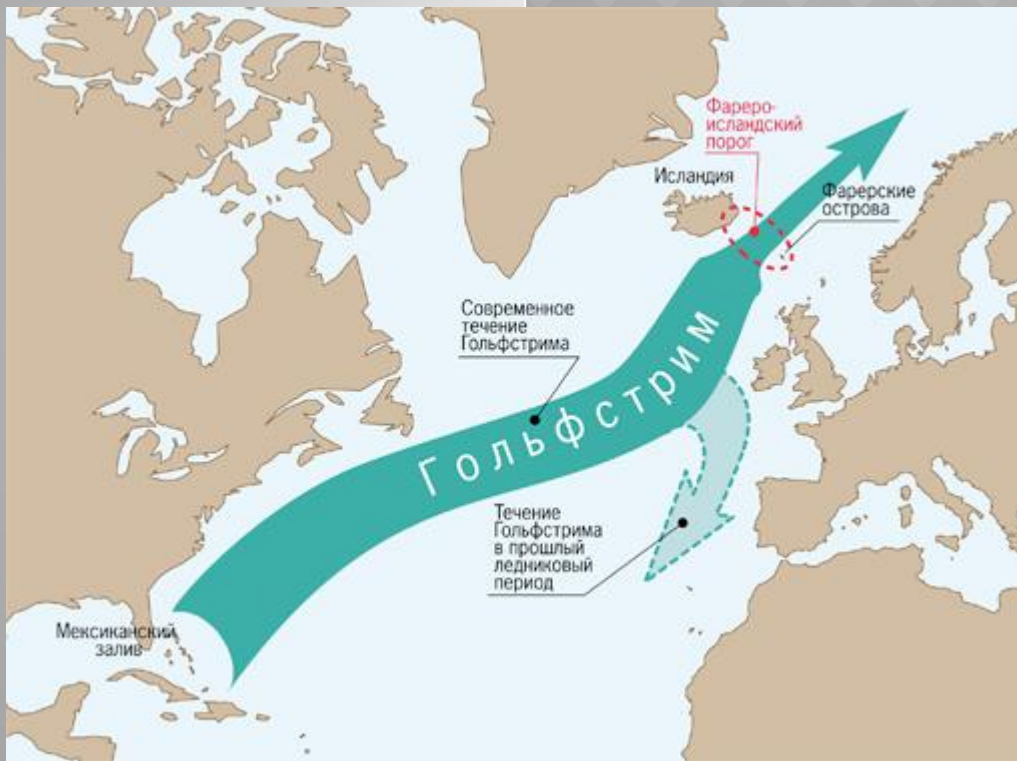 Фареро-
исландский
порог
Исландия
Фарерские
острова
Современное
течение
Гольфстрима
Гольфстрим
Течение
Гольфстрима
в прошлый
ледниковый
период
Мексиканский
залив